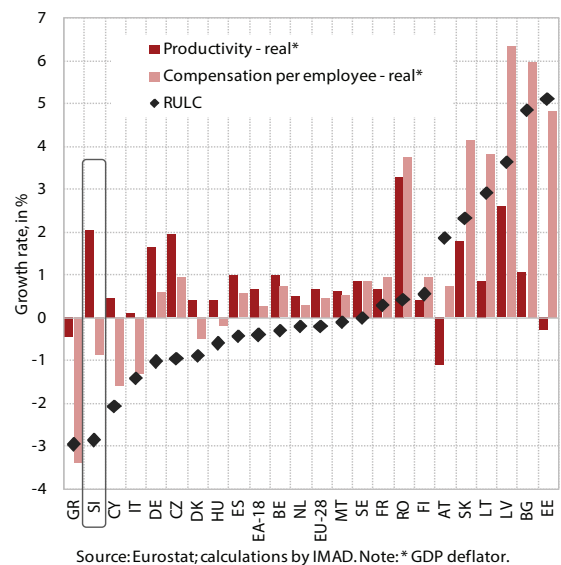 7
6
5
4
3
2
1
0
-1
-2
-3
-4
Growth rate, in %
Productivity - real*
Compensation per employee - real*
RULC
GR
SI
CY
IT
DE
CZ
DK
HU
ES
EA-18
BE
NL
EU-28
MT
SE
FR
RO
FI
AT
SK
LT
LV
BG
EE
Source: Eurostat; calculations by IMAD. Note: * GDP deflator.